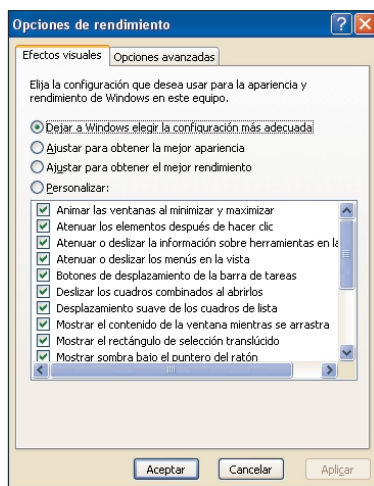 Opciones de rendimiento
Efectos visuales
Opciones avanzadas
Elija la configuración que desea usar para la apariencia y
rendimiento de Windows en este equipo.
Dejar a Windows elegir la configuración más adecuada
Ajustar para obtener la mejor apariencia
Ajustar para obtener el mejor rendimiento
Personalizar:
Animar las ventanas al minimizar y maximizar
Atenuar los elementos después de hacer clic
Atenuar o deslizar la información sobre herramientas en la
Atenuar o deslizar los menús en la vista
Botones de desplazamiento de la barra de tareas
Deslizar los cuadros combinados al abrirlos
Desplazamiento suave de los cuadros de lista
Mostrar el contenido de la ventana mientras se arrastra
Mostrar el rectángulo de selección translúcido
Mostrar sombra bajo el puntero del ratón
Aceptar
Cancelar
Aplicar